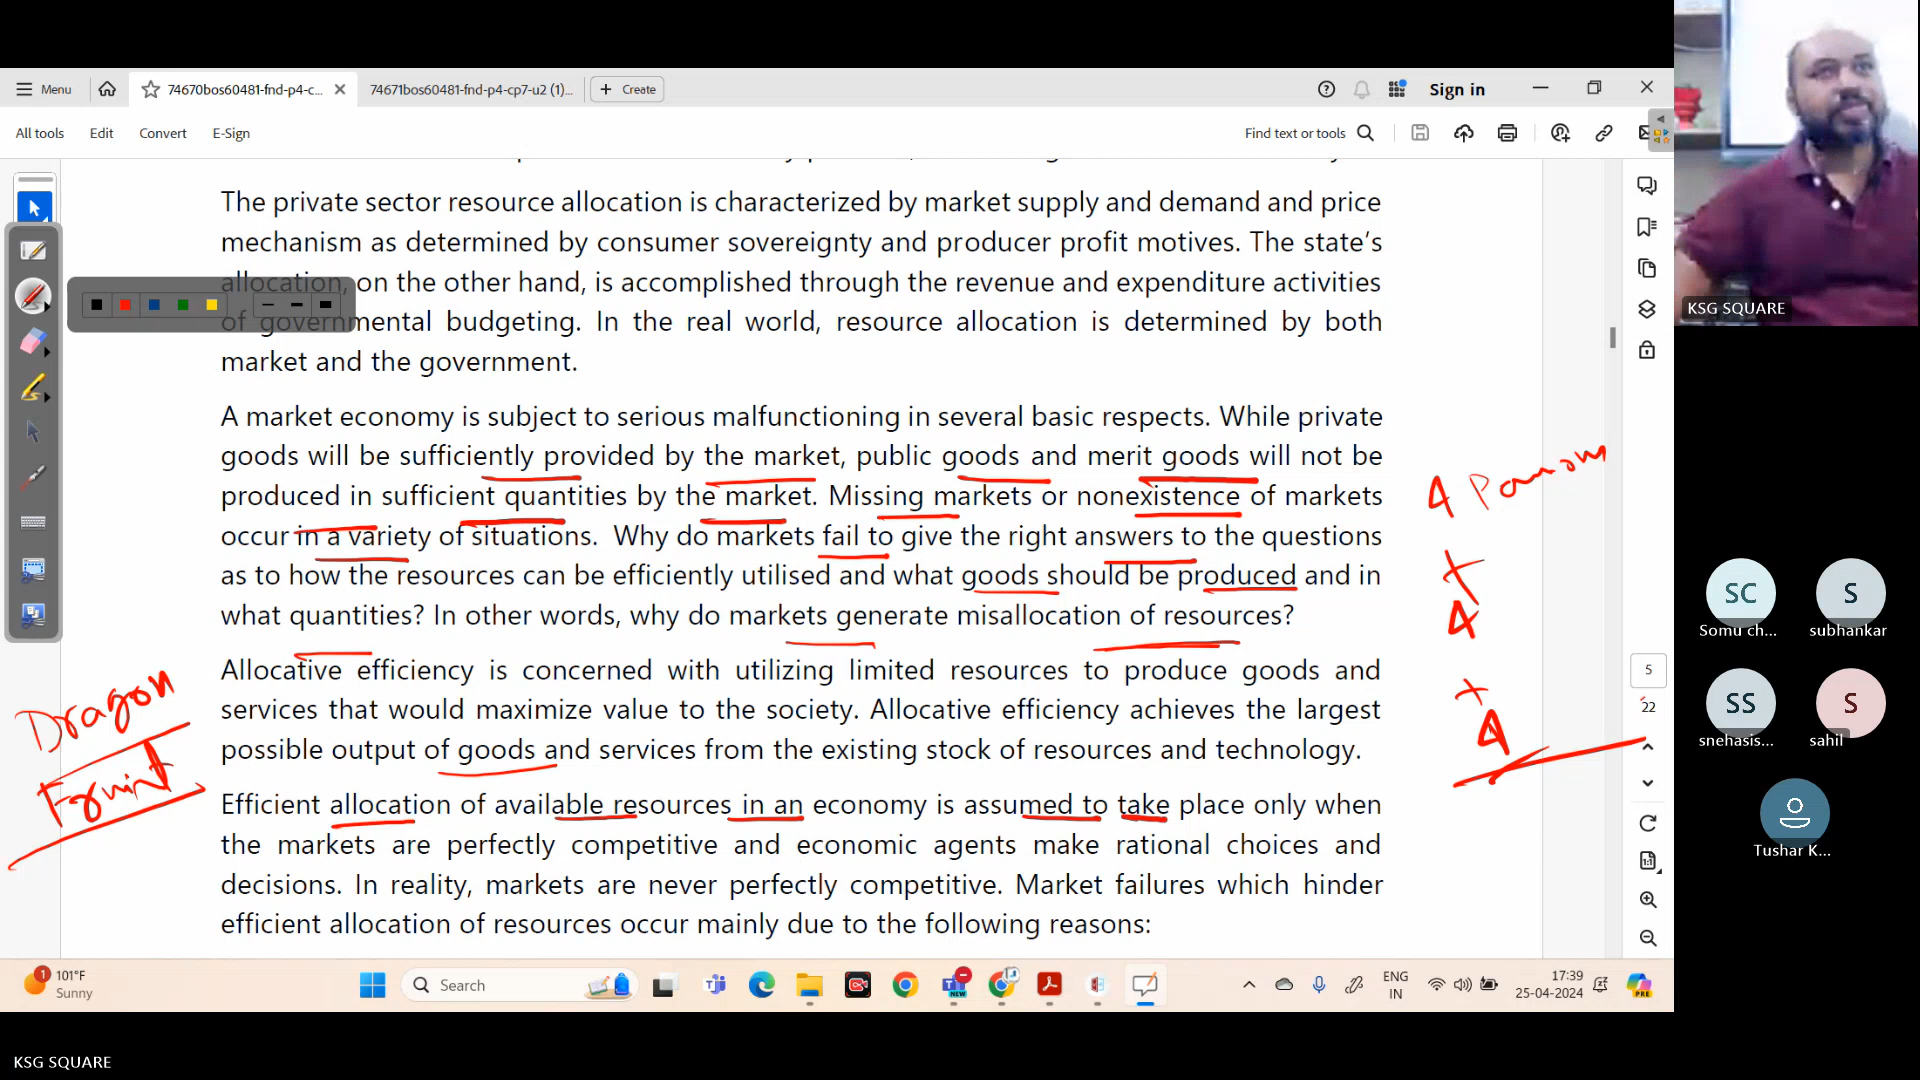 Menu
74670bos60481-fnd-p4-c...
74671bos60481-fnd-p4-cp7-u2 (1)...
Create
Sign in
All tools
Edit
Convert
E-Sign
Find text or tools
The private sector resource allocation is characterized by market supply and demand and price
mechanism as determined by consumer sovereignty and producer profit motives. The state's
allocation, on the other hand, is accomplished through the revenue and expenditure activities
of governmental budgeting. In the real world, resource allocation is determined by both
market and the government.
A market economy is subject to serious malfunctioning in several basic respects. While private
goods will be sufficiently provided by the market, public goods and merit goods will not be
produced in sufficient quantities by the market. Missing markets or nonexistence of markets
occur in a variety of situations. Why do markets fail to give the right answers to the questions
as to how the resources can be efficiently utilised and what goods should be produced and in
what quantities? In other words, why do markets generate misallocation of resources?
Allocative efficiency is concerned with utilizing limited resources to produce goods and
services that would maximize value to the society. Allocative efficiency achieves the largest
possible output of goods and services from the existing stock of resources and technology.
Efficient allocation of available resources in an economy is assumed to take place only when
the markets are perfectly competitive and economic agents make rational choices and
decisions. In reality, markets are never perfectly competitive. Market failures which hinder
efficient allocation of resources occur mainly due to the following reasons:
Dragon
4
+
4
+
4
5
22
KSG SQUARE
SC
Somu ch...
S
subhankar
SS
snehasis...
S
sahil
Tushar K...
1
101°F
Sunny
Search
NEW
ENG
IN
17:39
25-04-2024
PRE
KSG SQUARE